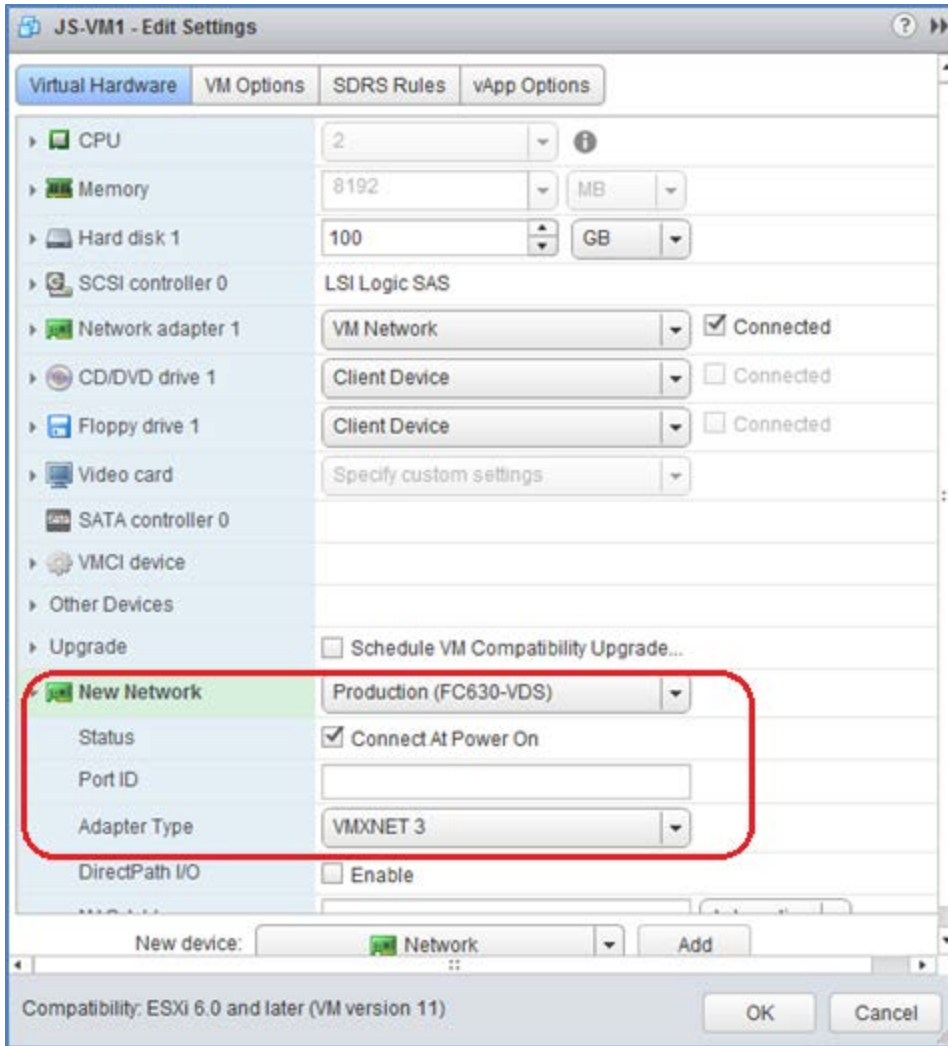 JS-VM1 - Edit Settings
Virtual Hardware VM Options SDRS Rules vApp Options
CPU 2
Memory 8192 MB
Hard disk 1 100 GB
SCSI controller 0 LSI Logic SAS
Network adapter 1 VM Network Connected
CD/DVD drive 1 Client Device Connected
Floppy drive 1 Client Device Connected
Video card Specify custom settings
SATA controller 0
VMCI device
Other Devices
Upgrade Schedule VM Compatibility Upgrade...
New Network Production (FC630-VDS)
Status Connect At Power On
Port ID
Adapter Type VMXNET 3
DirectPath I/O Enable
New device: Network Add
Compatibility: ESXi 6.0 and later (VM version 11) OK Cancel